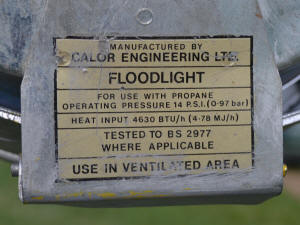 MANUFACTURED BY
CALOR ENGINEERING LTD.
FLOODLIGHT
FOR USE WITH PROPANE
OPERATING PRESSURE 14 P.S.I. (0·97 bar)
HEAT INPUT 4630 BTU/h (4·78 MJ/h)
TESTED TO BS 2977
WHERE APPLICABLE
USE IN VENTILATED AREA